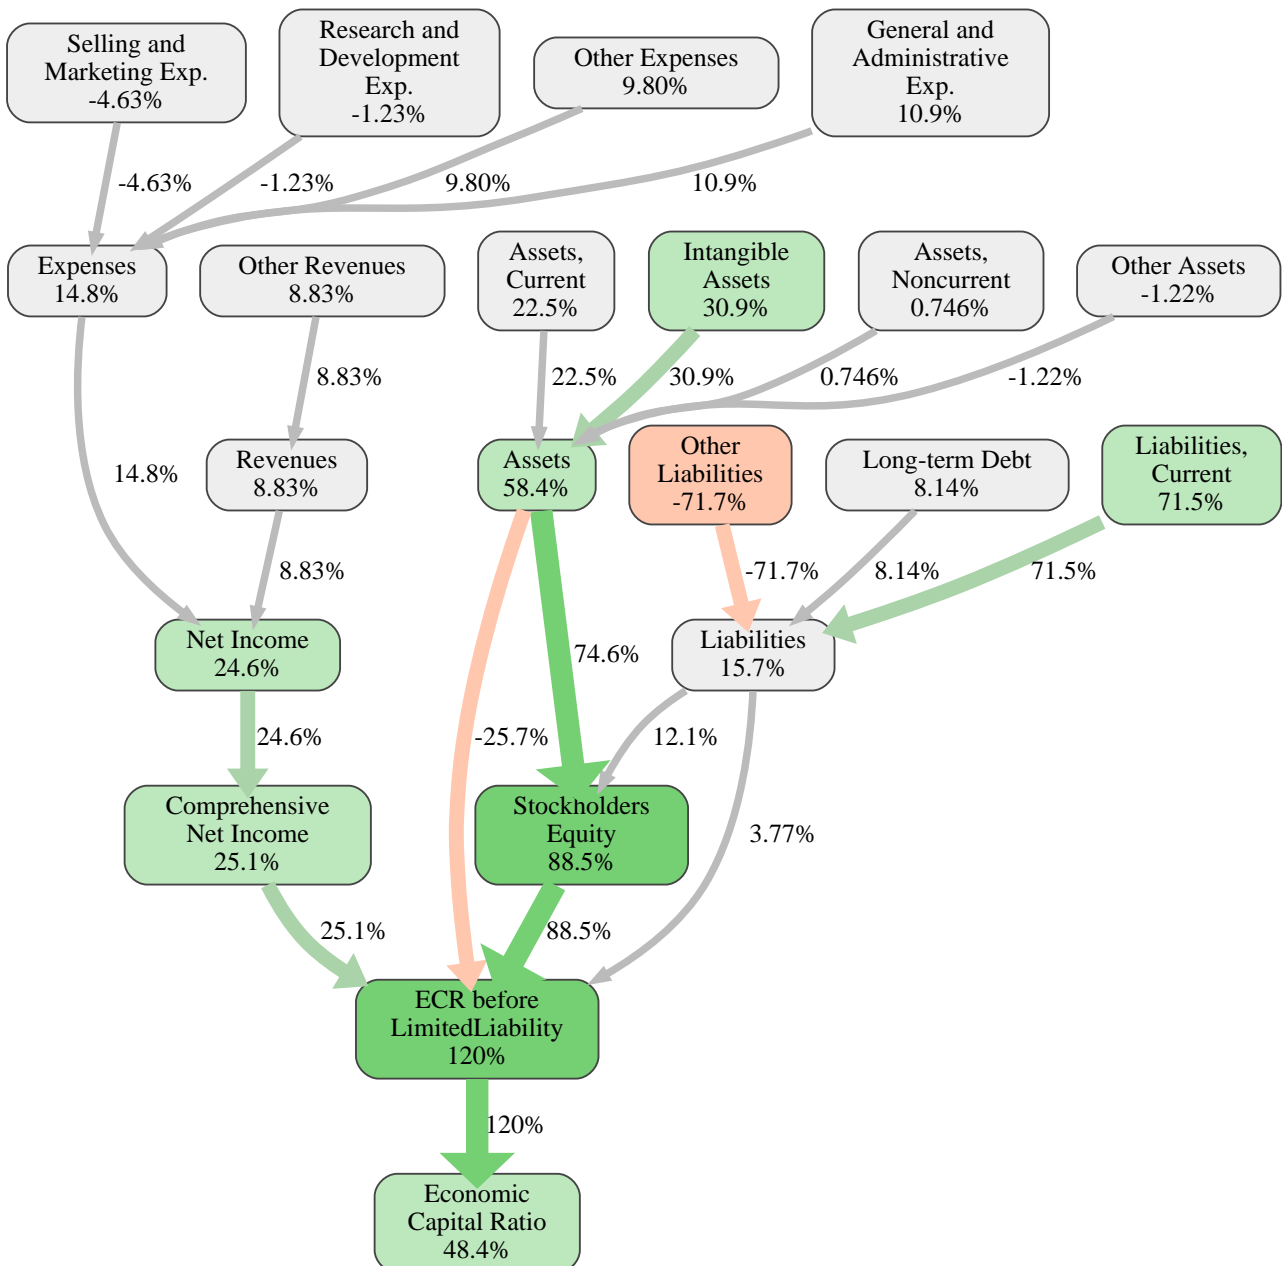 Selling and
Marketing Exp.
-4.63%
Research and
Development
Exp.
-1.23%
Other Expenses
9.80%
General and
Administrative
Exp.
10.9%
-4.63%
-1.23%
9.80%
10.9%
Expenses
14.8%
Other Revenues
8.83%
Assets,
Current
22.5%
Intangible
Assets
30.9%
Assets,
Noncurrent
0.746%
Other Assets
-1.22%
8.83%
22.5%
30.9%
0.746%
-1.22%
14.8%
Revenues
8.83%
Assets
58.4%
Other
Liabilities
-71.7%
Long-term Debt
8.14%
Liabilities,
Current
71.5%
8.83%
-71.7%
8.14%
71.5%
Net Income
24.6%
74.6%
Liabilities
15.7%
24.6%
-25.7%
12.1%
Comprehensive
Net Income
25.1%
Stockholders
Equity
88.5%
3.77%
25.1%
88.5%
ECR before
LimitedLiability
120%
120%
Economic
Capital Ratio
48.4%